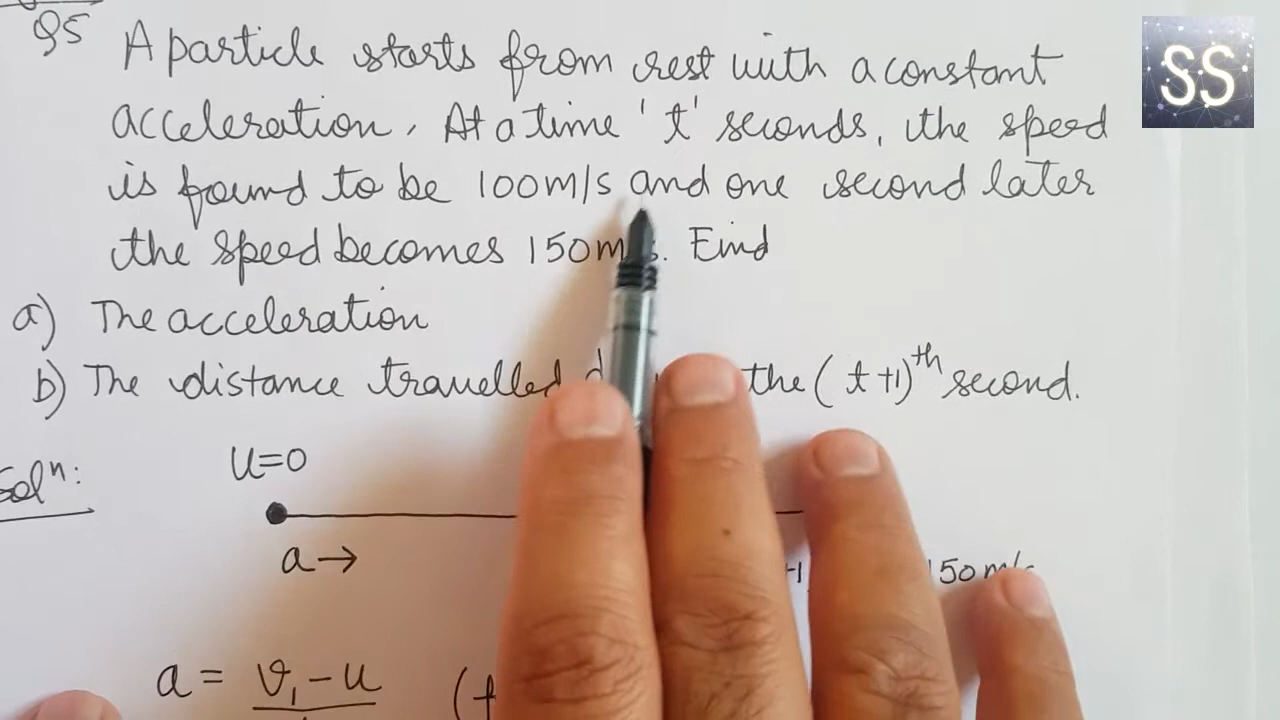 Q5 A particle starts from rest with a constant
acceleration. At a time 't' seconds, the speed
is found to be 100m/s and one second later
the speed becomes 150m/s. Find
a) The acceleration
b) The distance travelled the (t+1)th second.
Soln:
u=0
a→
150m/s
a = v₁-u
SS